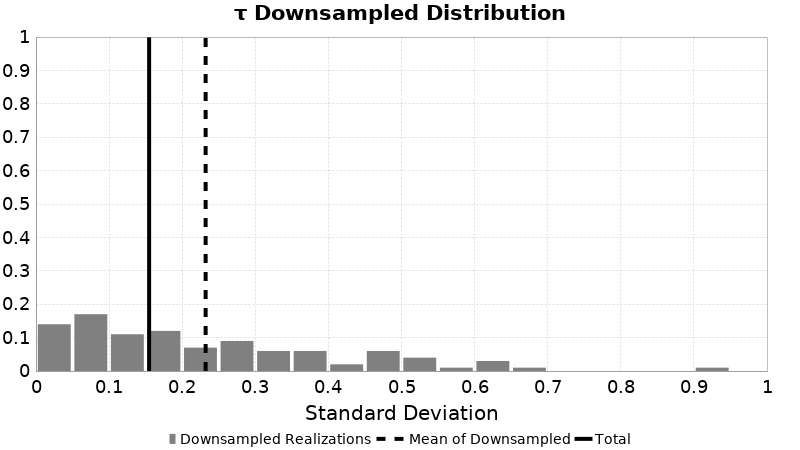 τ Downsampled Distribution
1
0.9
0.8
0.7
0.6
0.5
0.4
0.3
0.2
0.1
0
0 0.1 0.2 0.3 0.4 0.5 0.6 0.7 0.8 0.9 1
Standard Deviation
Downsampled Realizations Mean of Downsampled Total